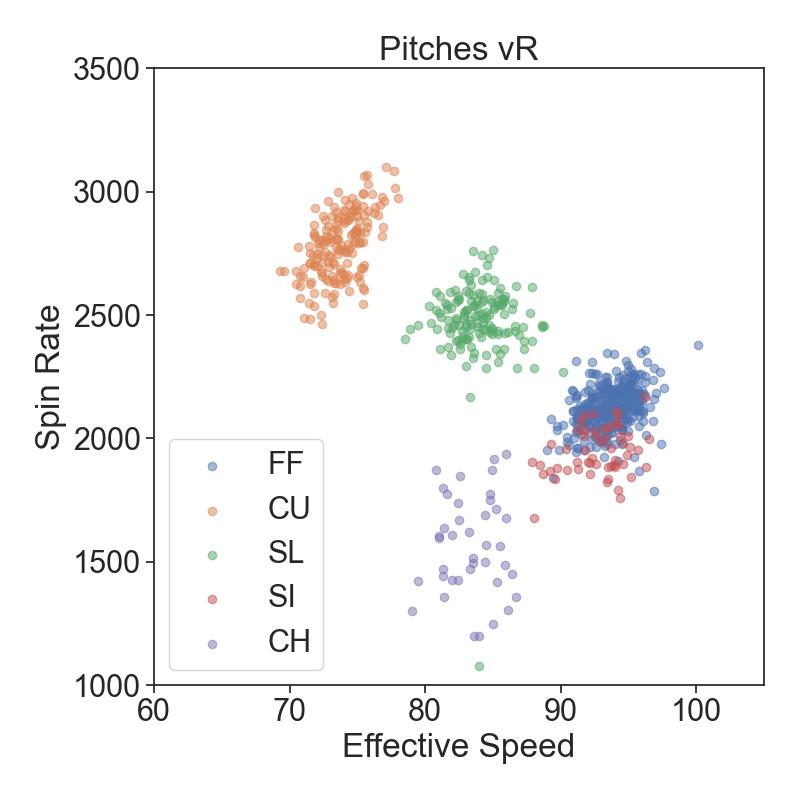 Pitches vR
3500
3000
2500
2000
1500
1000
Spin Rate
FF
CU
SL
SI
CH
60 70 80 90 100
Effective Speed